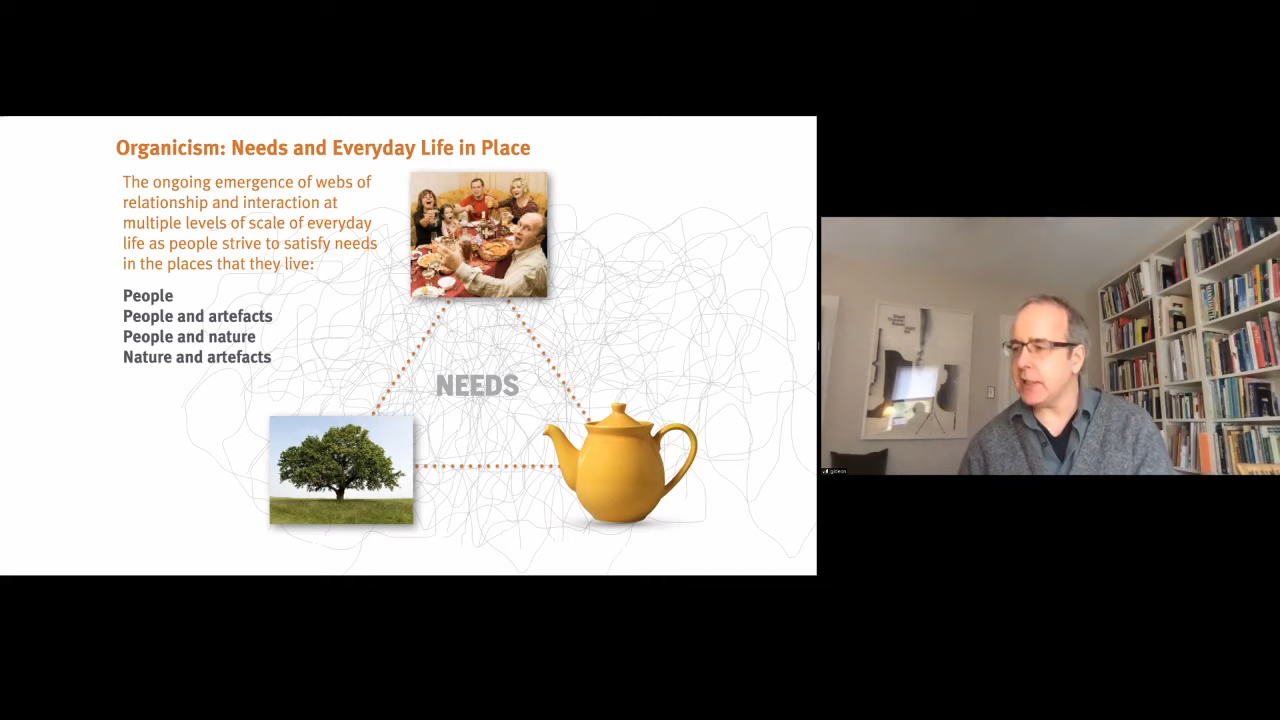 Organicism: Needs and Everyday Life in Place
The ongoing emergence of webs of
relationship and interaction at
multiple levels of scale of everyday
life as people strive to satisfy needs
in the places that they live:
People
People and artefacts
People and nature
Nature and artefacts
NEEDS
gideon